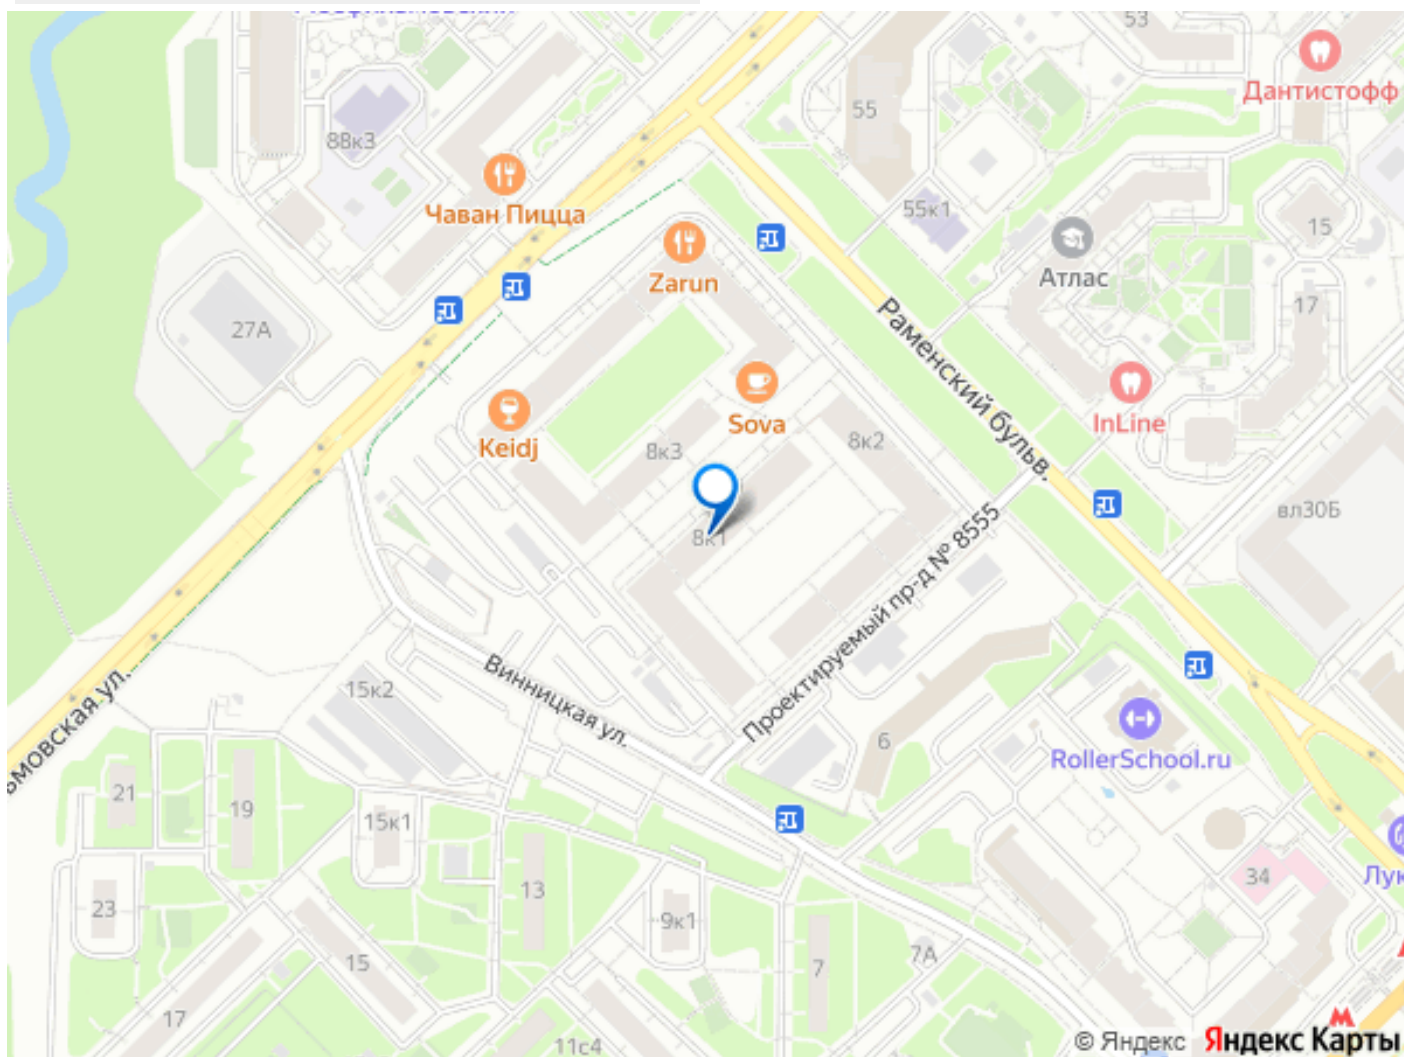 53
Дантистофф
55
88к3
Чаван Пицца
55к1
15
Zarun
Атлас
27А
17
Раменский бульв.
Sova
InLine
Keidj
8к3
8к2
8к1
вл30Б
Проектируемый пр-д № 8555
Винницкая ул.
15к2
6
RollerSchool.ru
21
19
15к1
34
13
23
9к1
7А
15
7
17
11с4
© Яндекс Яндекс Карты